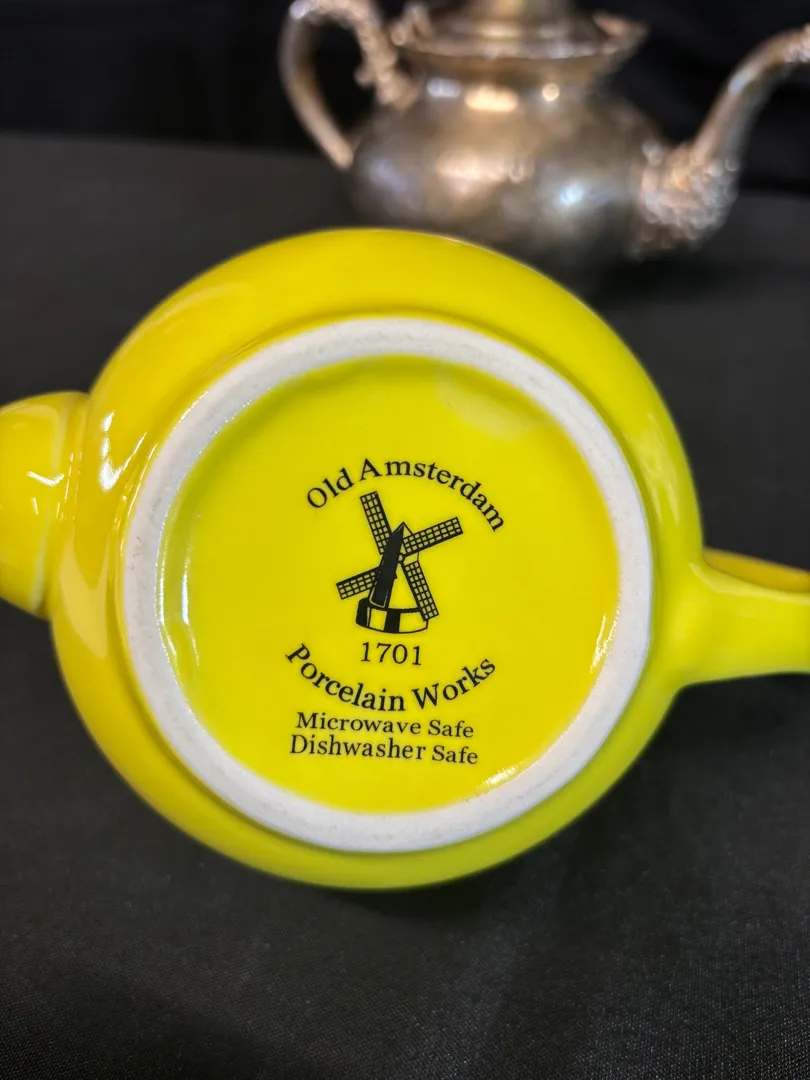 Old Amsterdam
1701
Porcelain Works
Microwave Safe
Dishwasher Safe